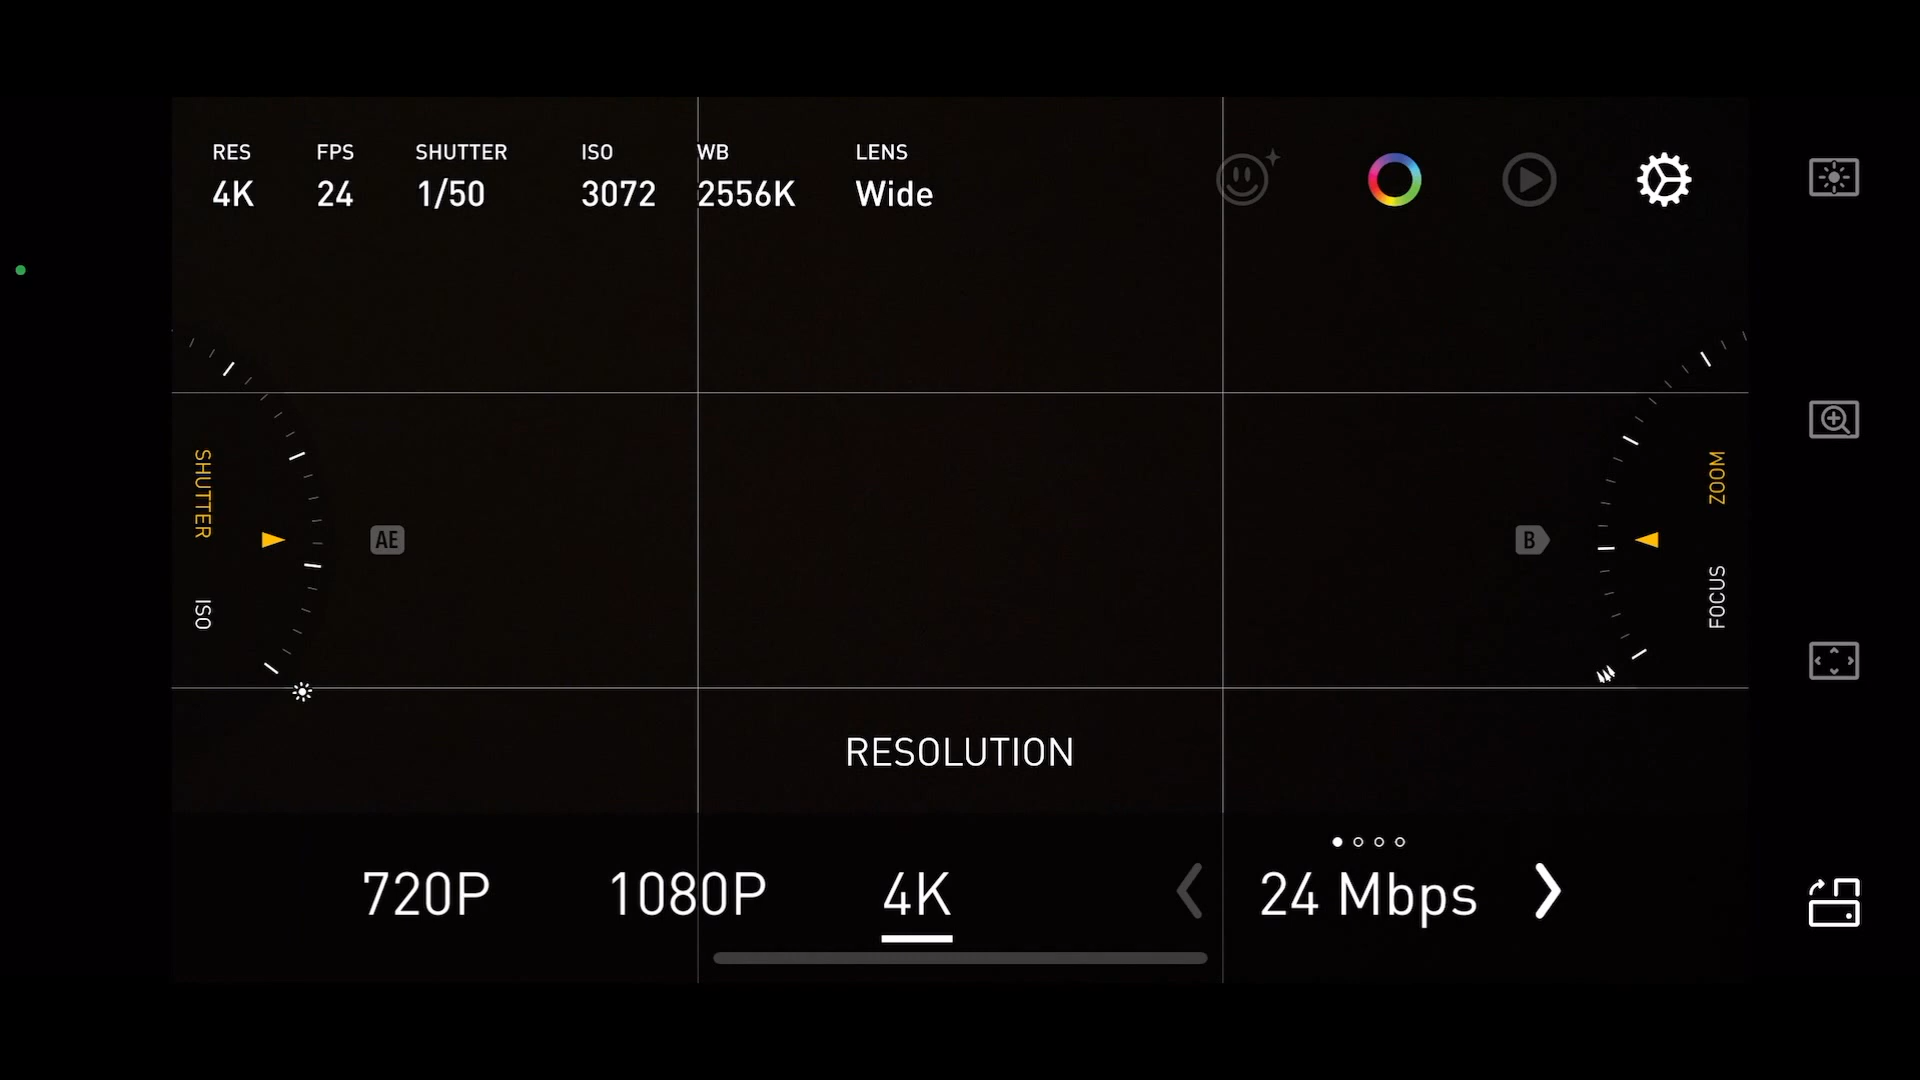 RES FPS SHUTTER ISO WB LENS
4K 24 1/50 3072 2556K Wide
SHUTTER
ISO
AE
B
ZOOM
FOCUS
RESOLUTION
720P 1080P 4K 24 Mbps